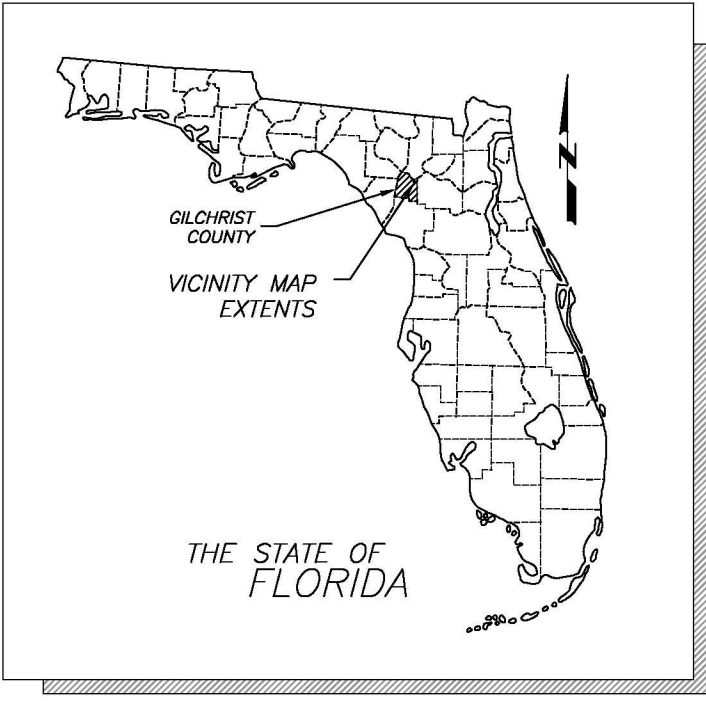 GILCHRIST
COUNTY
VICINITY MAP
EXTENTS
N
THE STATE OF
FLORIDA